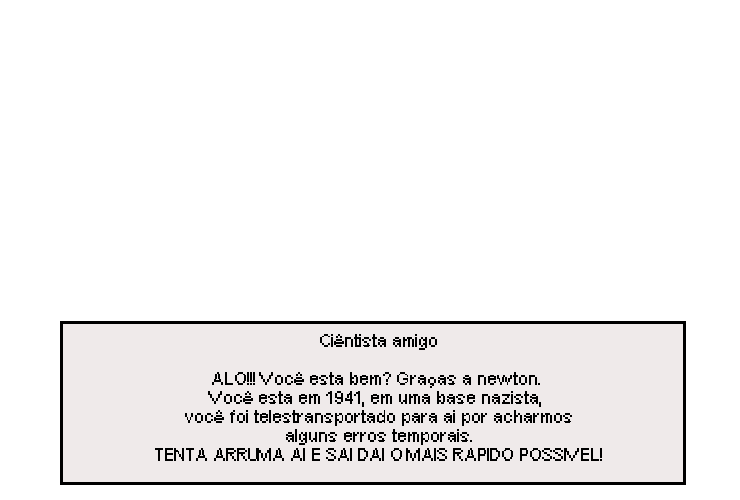 Ciêntista amigo
ALO!!! Você esta bem? Graças a newton.
Você esta em 1941, em uma base nazista,
você foi telestransportado para ai por acharmos
alguns erros temporais.
TENTA ARRUMA AI E SAI DAI O MAIS RAPIDO POSSIVEL!